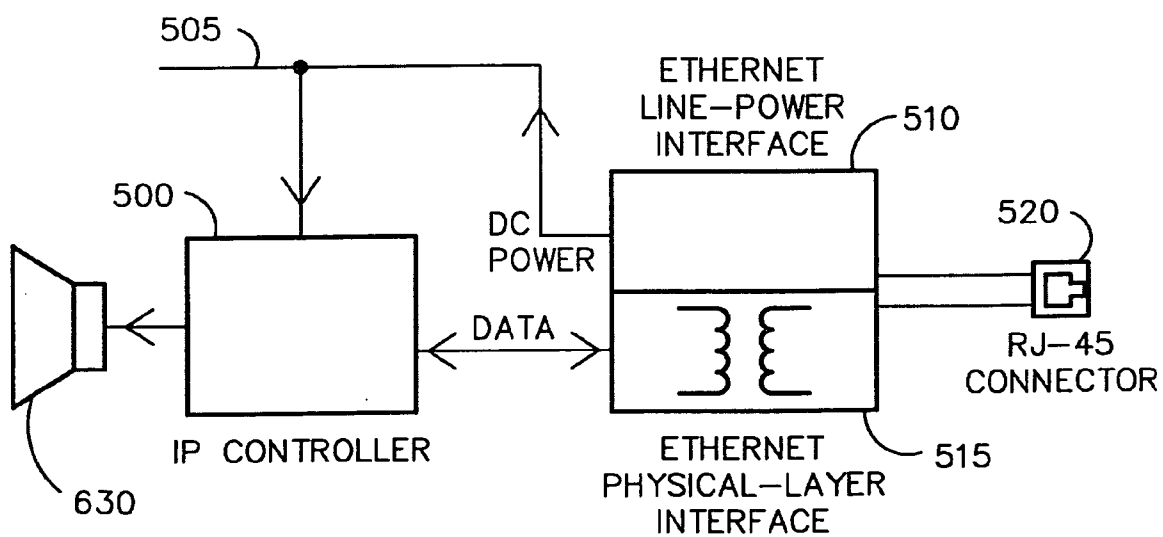 505
ETHERNET
LINE-POWER
INTERFACE
510
500
DC
POWER
520
DATA
RJ-45
CONNECTOR
IP CONTROLLER
ETHERNET
PHYSICAL-LAYER
INTERFACE
515
630